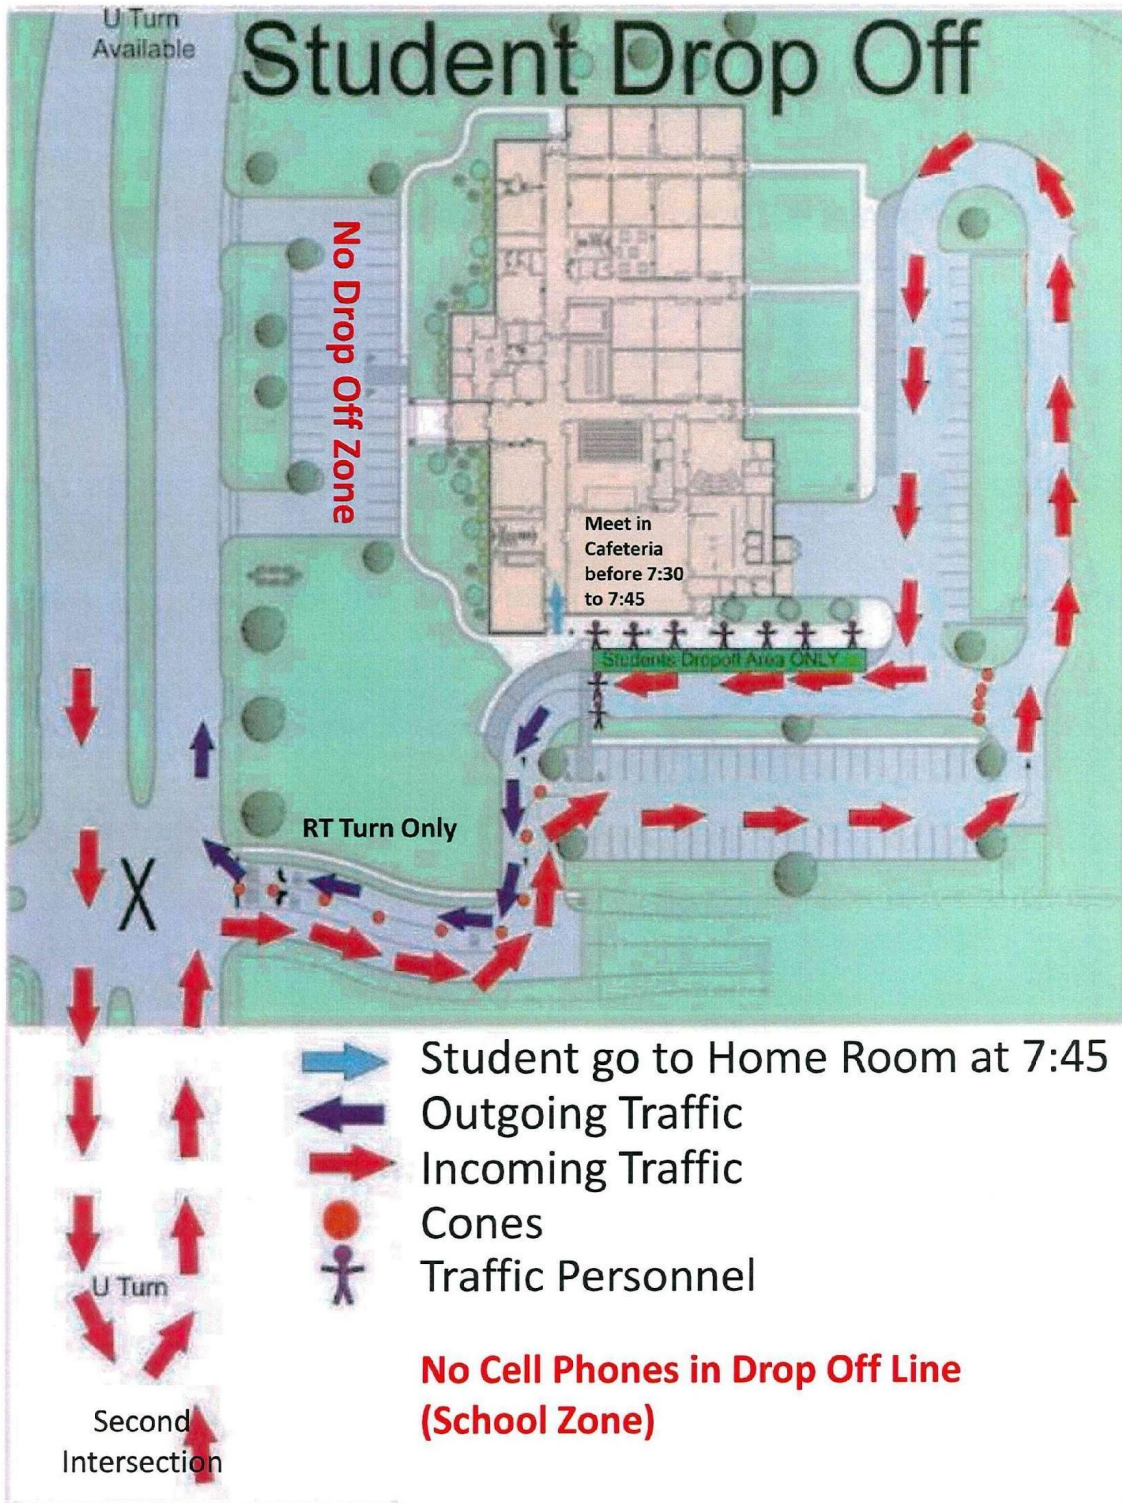 U Turn
Available
Student Drop Off
No Drop Off Zone
Meet in
Cafeteria
before 7:30
to 7:45
Students Dropoff Area ONLY
RT Turn Only
X
Student go to Home Room at 7:45
Outgoing Traffic
Incoming Traffic
Cones
Traffic Personnel
U Turn
No Cell Phones in Drop Off Line
(School Zone)
Second
Intersection